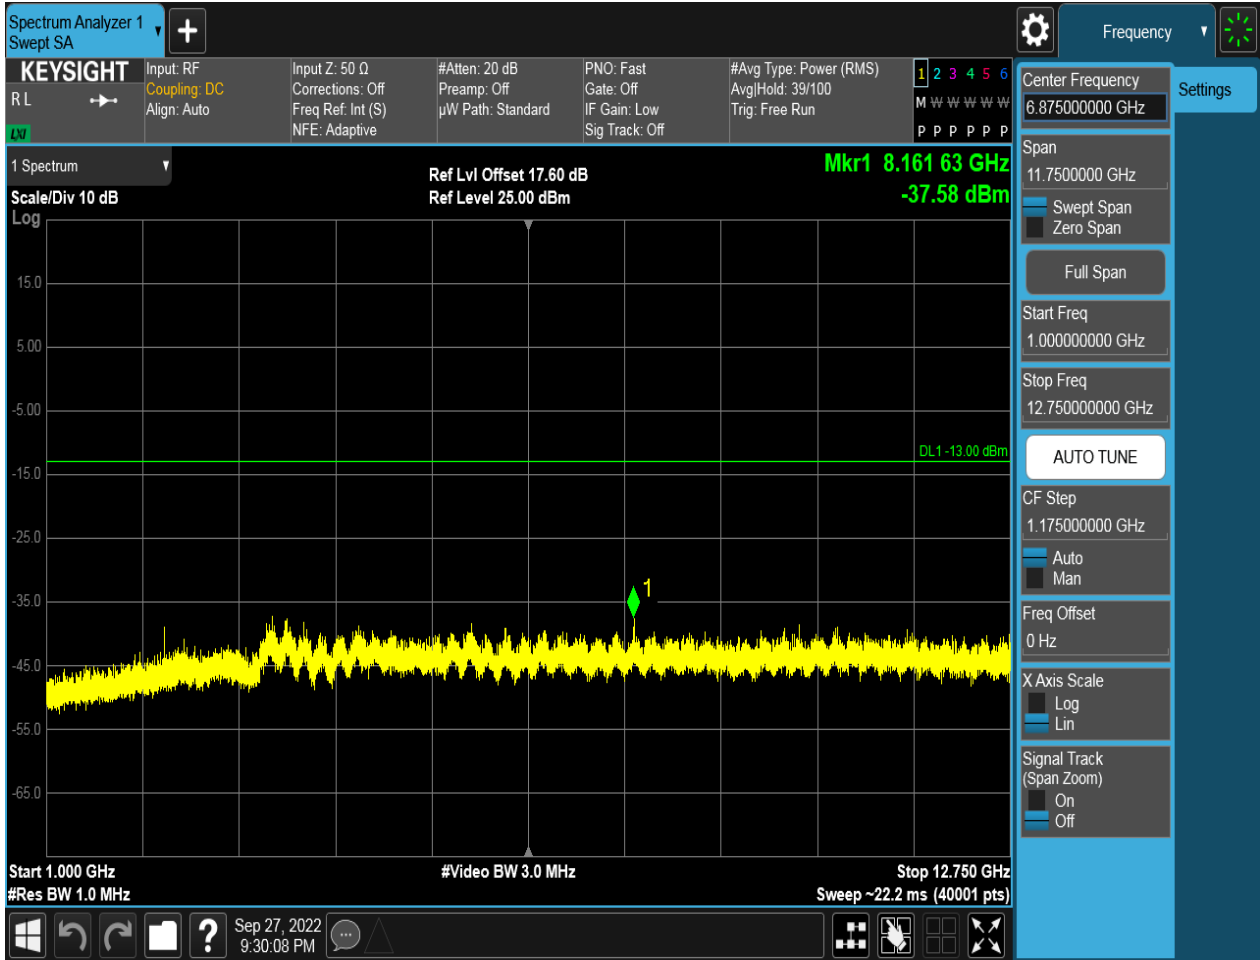 Spectrum Analyzer 1
Swept SA
+
Frequency
KEYSIGHT
R L
LXI
Input: RF
Coupling: DC
Align: Auto
Input Z: 50 Ω
Corrections: Off
Freq Ref: Int (S)
NFE: Adaptive
#Atten: 20 dB
Preamp: Off
µW Path: Standard
PNO: Fast
Gate: Off
IF Gain: Low
Sig Track: Off
#Avg Type: Power (RMS)
Avg|Hold: 39/100
Trig: Free Run
1 2 3 4 5 6
M W W W W W
P P P P P P
1 Spectrum
Scale/Div 10 dB
Log
Ref Lvl Offset 17.60 dB
Ref Level 25.00 dBm
Mkr1 8.161 63 GHz
-37.58 dBm
15.0
5.00
-5.00
DL1 -13.00 dBm
-15.0
-25.0
-35.0
1
-45.0
-55.0
-65.0
Start 1.000 GHz
#Res BW 1.0 MHz
#Video BW 3.0 MHz
Stop 12.750 GHz
Sweep ~22.2 ms (40001 pts)
Center Frequency
6.875000000 GHz
Settings
Span
11.7500000 GHz
Swept Span
Zero Span
Full Span
Start Freq
1.000000000 GHz
Stop Freq
12.750000000 GHz
AUTO TUNE
CF Step
1.175000000 GHz
Auto
Man
Freq Offset
0 Hz
X Axis Scale
Log
Lin
Signal Track
(Span Zoom)
On
Off
?
Sep 27, 2022
9:30:08 PM